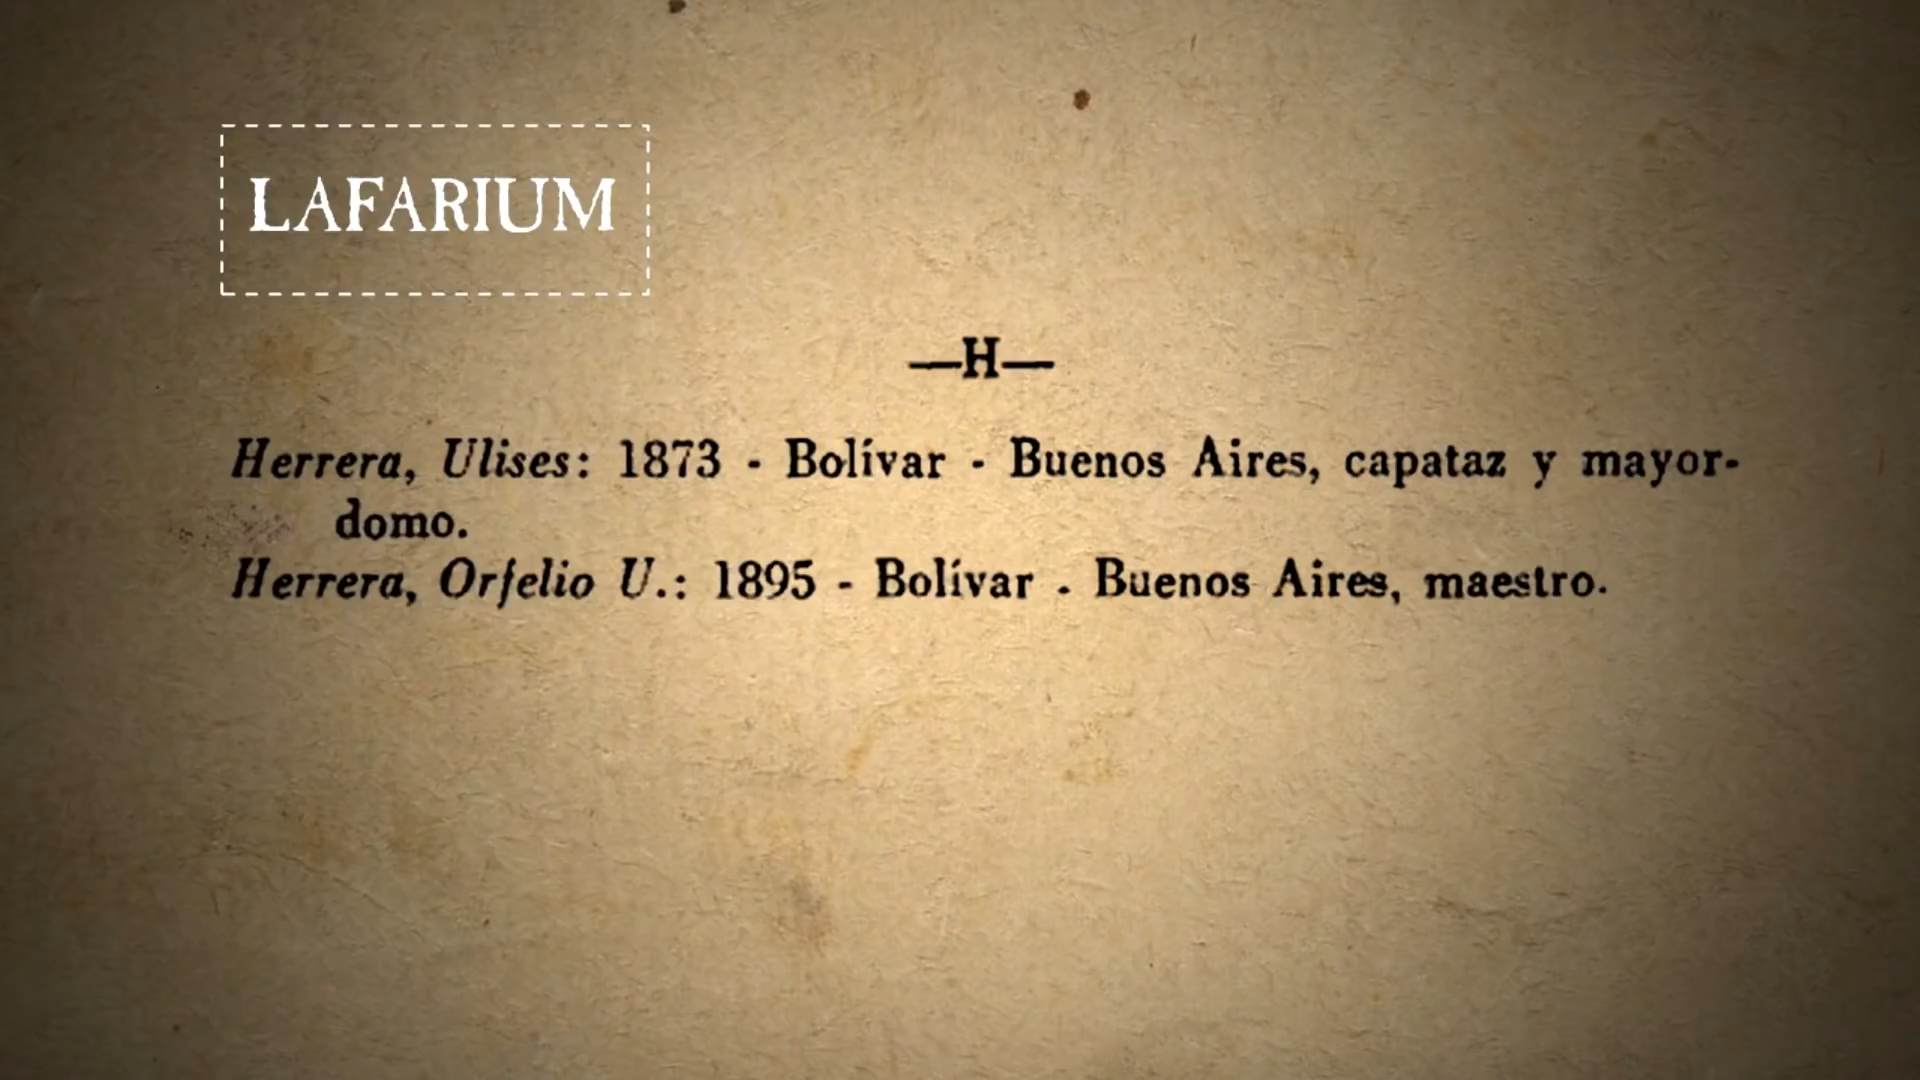 LAFARIUM
—H—
Herrera, Ulises: 1873 - Bolívar - Buenos Aires, capataz y mayor-
domo.
Herrera, Orfelio U.: 1895 - Bolívar . Buenos Aires, maestro.